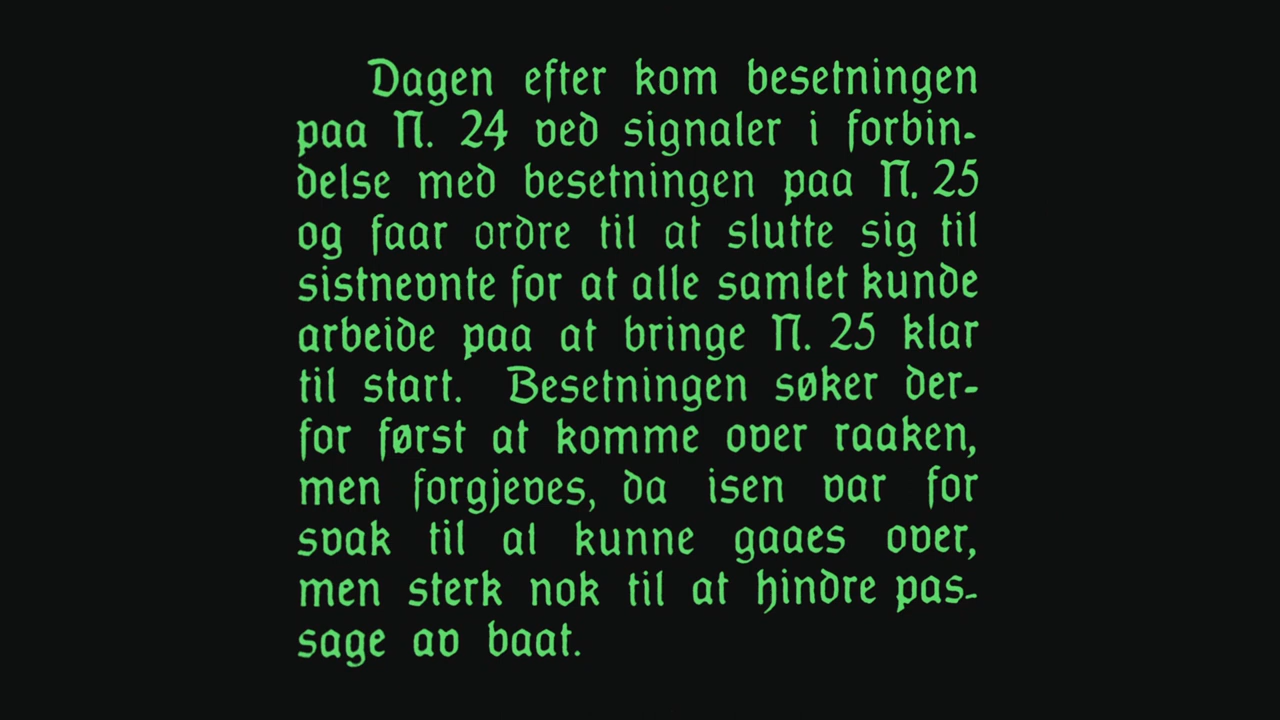 Dagen efter kom besetningen
paa N. 24 ved signaler i forbin-
delse med besetningen paa N. 25
og faar ordre til at slutte sig til
sistnevnte for at alle samlet kunde
arbeide paa at bringe N. 25 klar
til start. Besetningen søker der-
for først at komme over raaken,
men forgjeves, da isen var for
svak til at kunne gaaes over,
men sterk nok til at hindre pas-
sage av baat.